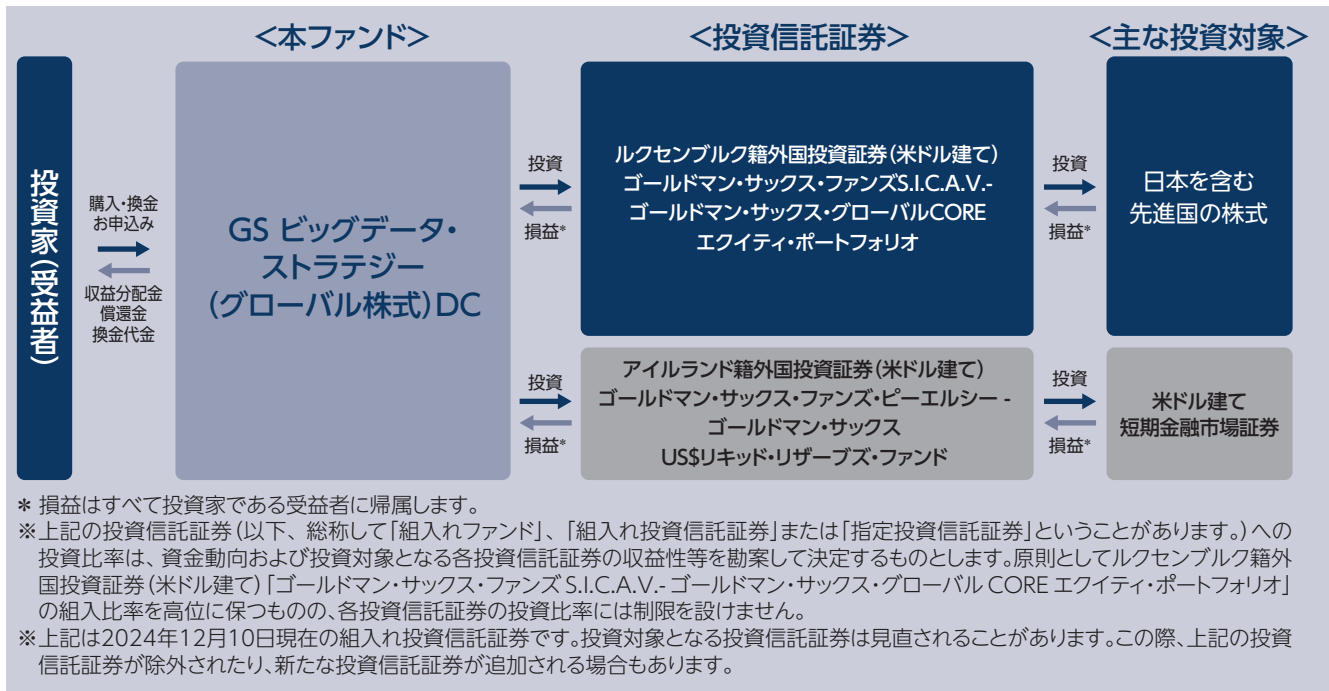 <本ファンド>
<投資信託証券>
<主な投資対象>
投資家(受益者)
購入・換金
お申込み
収益分配金
償還金
換金代金
GS ビッグデータ・
ストラテジー
(グローバル株式)DC
投資
損益*
ルクセンブルク籍外国投資証券(米ドル建て)
ゴールドマン・サックス・ファンズS.I.C.A.V.-
ゴールドマン・サックス・グローバルCORE
エクイティ・ポートフォリオ
投資
損益*
日本を含む
先進国の株式
投資
損益*
アイルランド籍外国投資証券(米ドル建て)
ゴールドマン・サックス・ファンズ・ピーエルシー -
ゴールドマン・サックス
US$リキッド・リザーブズ・ファンド
投資
損益*
米ドル建て
短期金融市場証券
* 損益はすべて投資家である受益者に帰属します。
※上記の投資信託証券(以下、総称して「組入れファンド」、「組入れ投資信託証券」または「指定投資信託証券」ということがあります。)への
投資比率は、資金動向および投資対象となる各投資信託証券の収益性等を勘案して決定するものとします。原則としてルクセンブルク籍外
国投資証券(米ドル建て)「ゴールドマン・サックス・ファンズ S.I.C.A.V.- ゴールドマン・サックス・グローバル CORE エクイティ・ポートフォリオ」
の組入比率を高位に保つものの、各投資信託証券の投資比率には制限を設けません。
※上記は2024年12月10日現在の組入れ投資信託証券です。投資対象となる投資信託証券は見直されることがあります。この際、上記の投資
信託証券が除外されたり、新たな投資信託証券が追加される場合もあります。